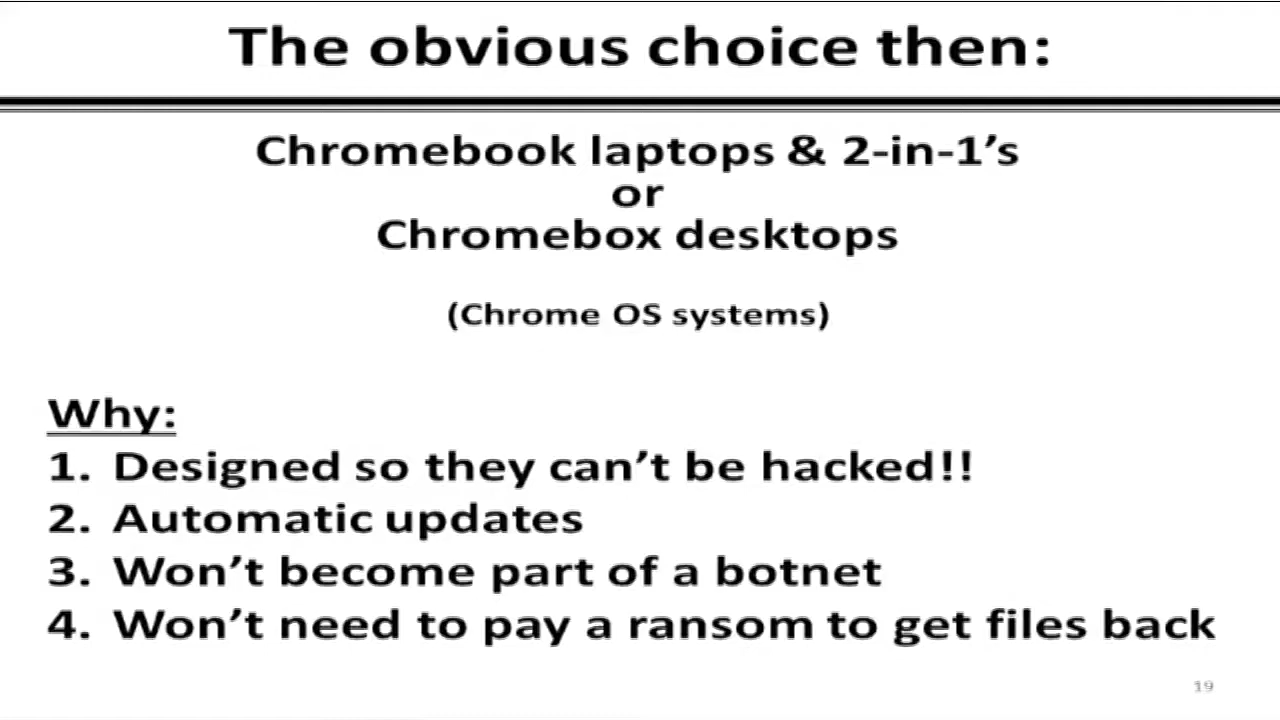 The obvious choice then:
Chromebook laptops & 2-in-1’s
or
Chromebox desktops
(Chrome OS systems)
Why:
1. Designed so they can’t be hacked!!
2. Automatic updates
3. Won’t become part of a botnet
4. Won’t need to pay a ransom to get files back
19